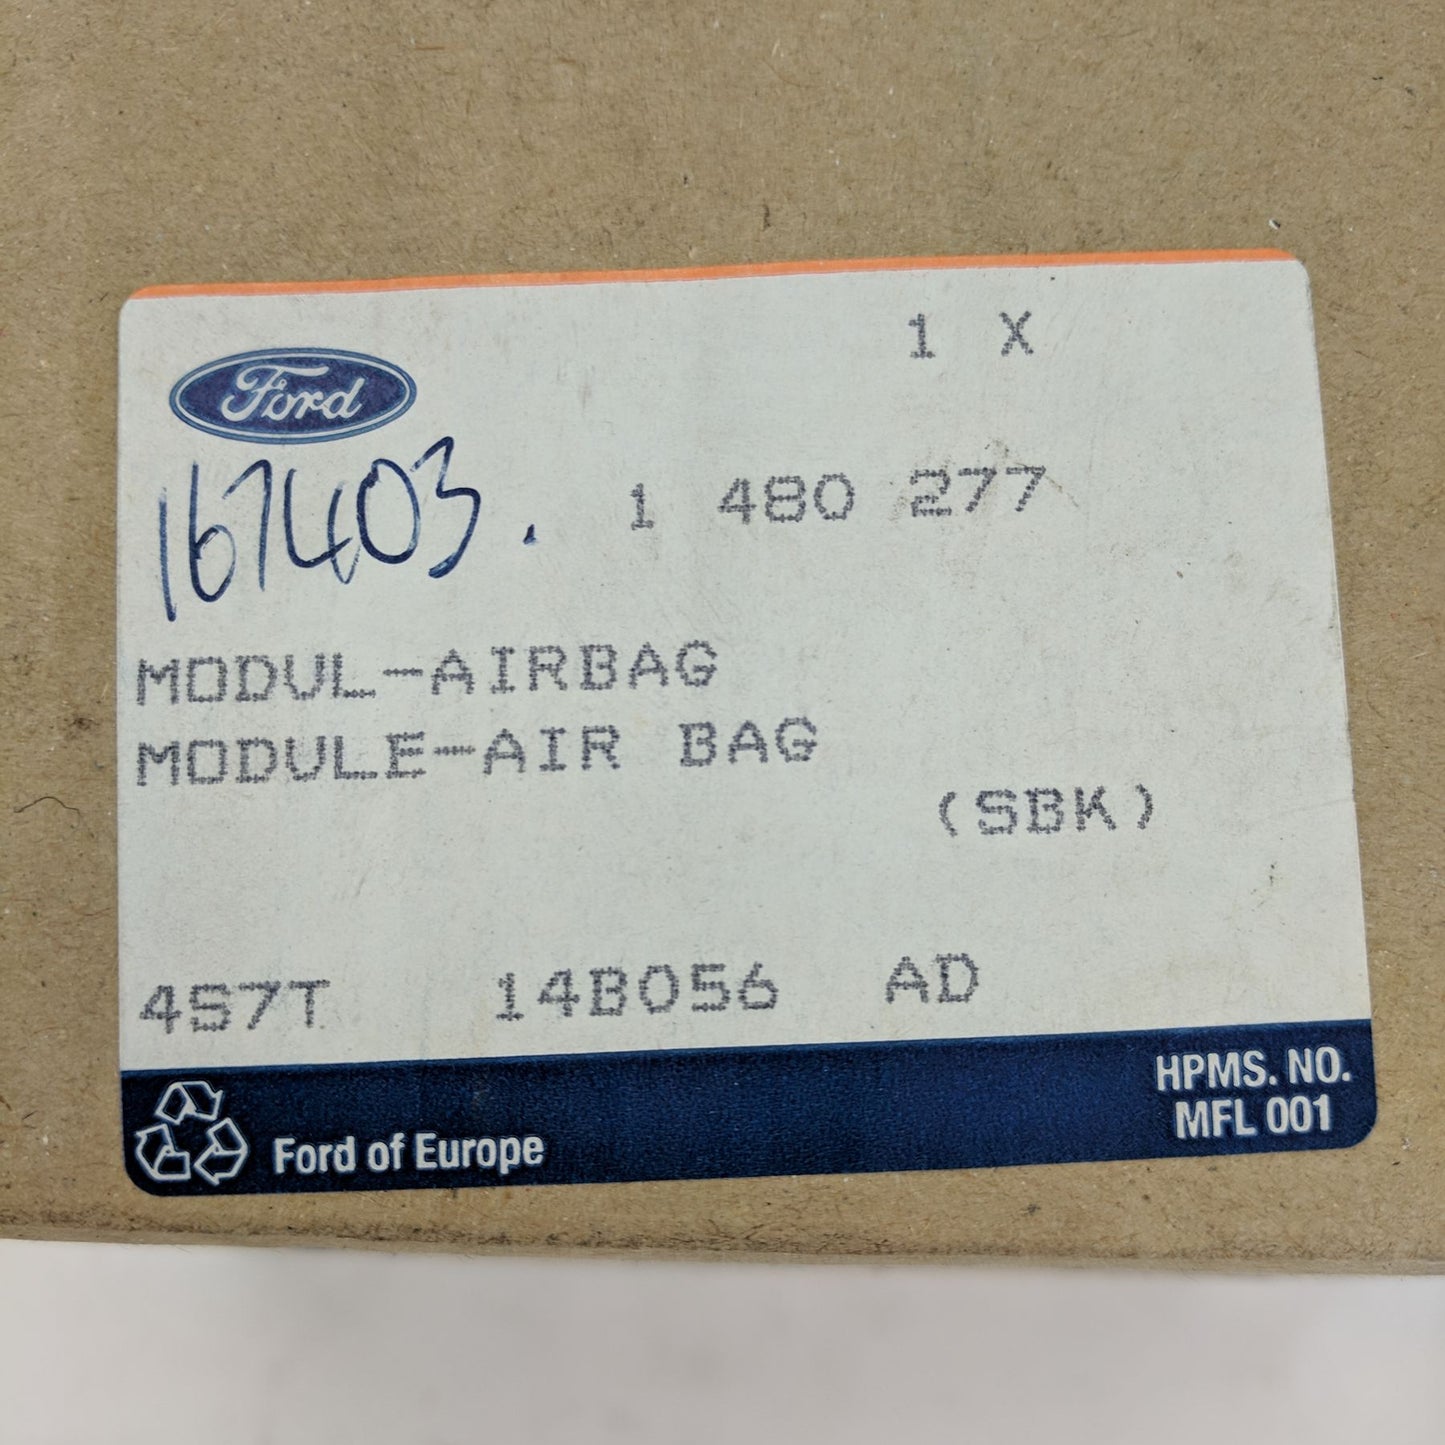 1 X
Ford
167403.
1 480 277
MODUL-AIRBAG
MODULE-AIR BAG
(SBK)
4S7T 14B056 AD
HPMS. NO.
MFL 001
Ford of Europe